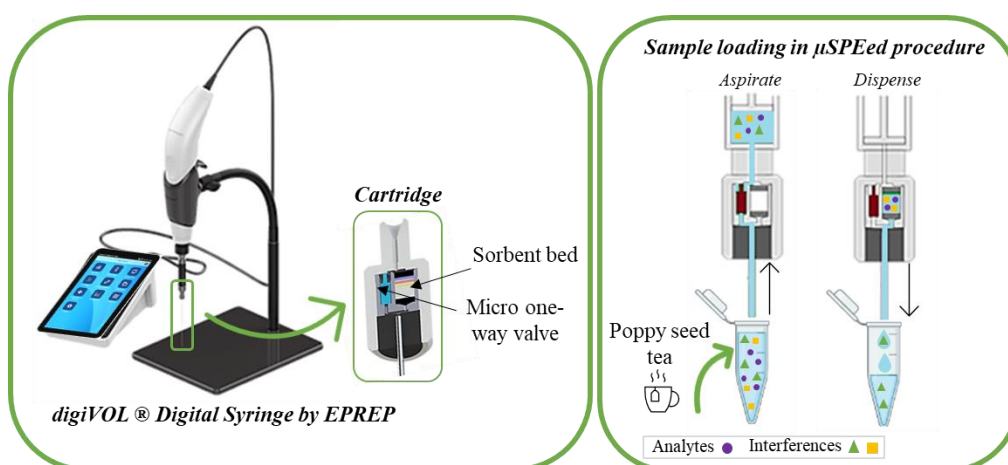 Cartridge
Sorbent bed
Micro one-
way valve
digiVOL ® Digital Syringe by EPREP
Sample loading in µSPEed procedure
Aspirate
Dispense
Poppy seed
tea
Analytes
Interferences